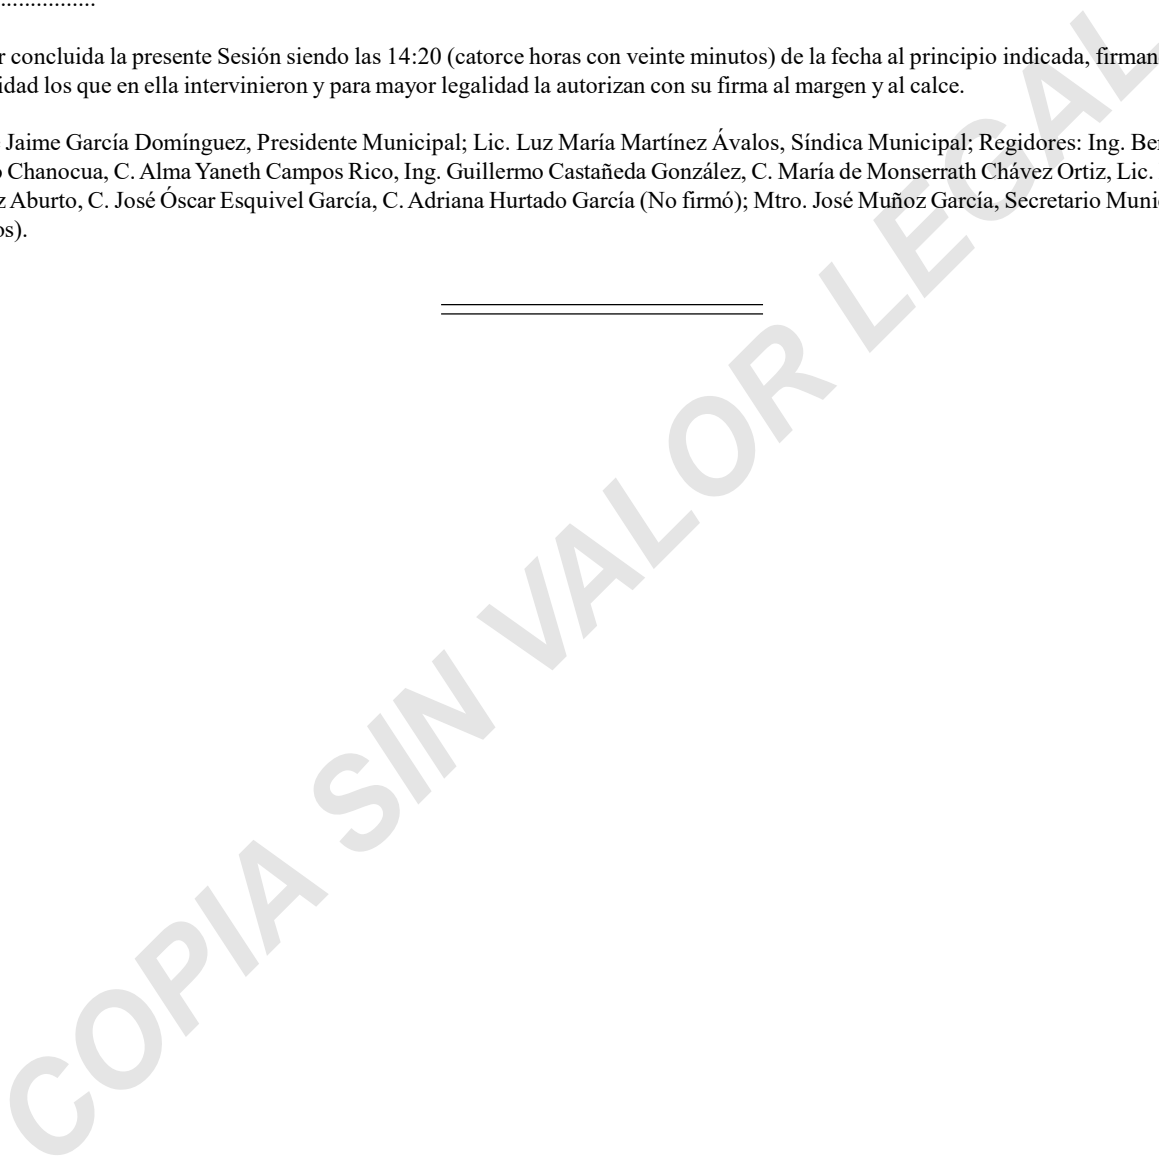 ................
r concluida la presente Sesión siendo las 14:20 (catorce horas con veinte minutos) de la fecha al principio indicada, firman
idad los que en ella intervinieron y para mayor legalidad la autorizan con su firma al margen y al calce.
Jaime García Domínguez, Presidente Municipal; Lic. Luz María Martínez Ávalos, Síndica Municipal; Regidores: Ing. Ber
o Chanocua, C. Alma Yaneth Campos Rico, Ing. Guillermo Castañeda González, C. María de Monserrath Chávez Ortiz, Lic.
z Aburto, C. José Óscar Esquivel García, C. Adriana Hurtado García (No firmó); Mtro. José Muñoz García, Secretario Muni
os).
COPIA SIN VALOR LEGAL